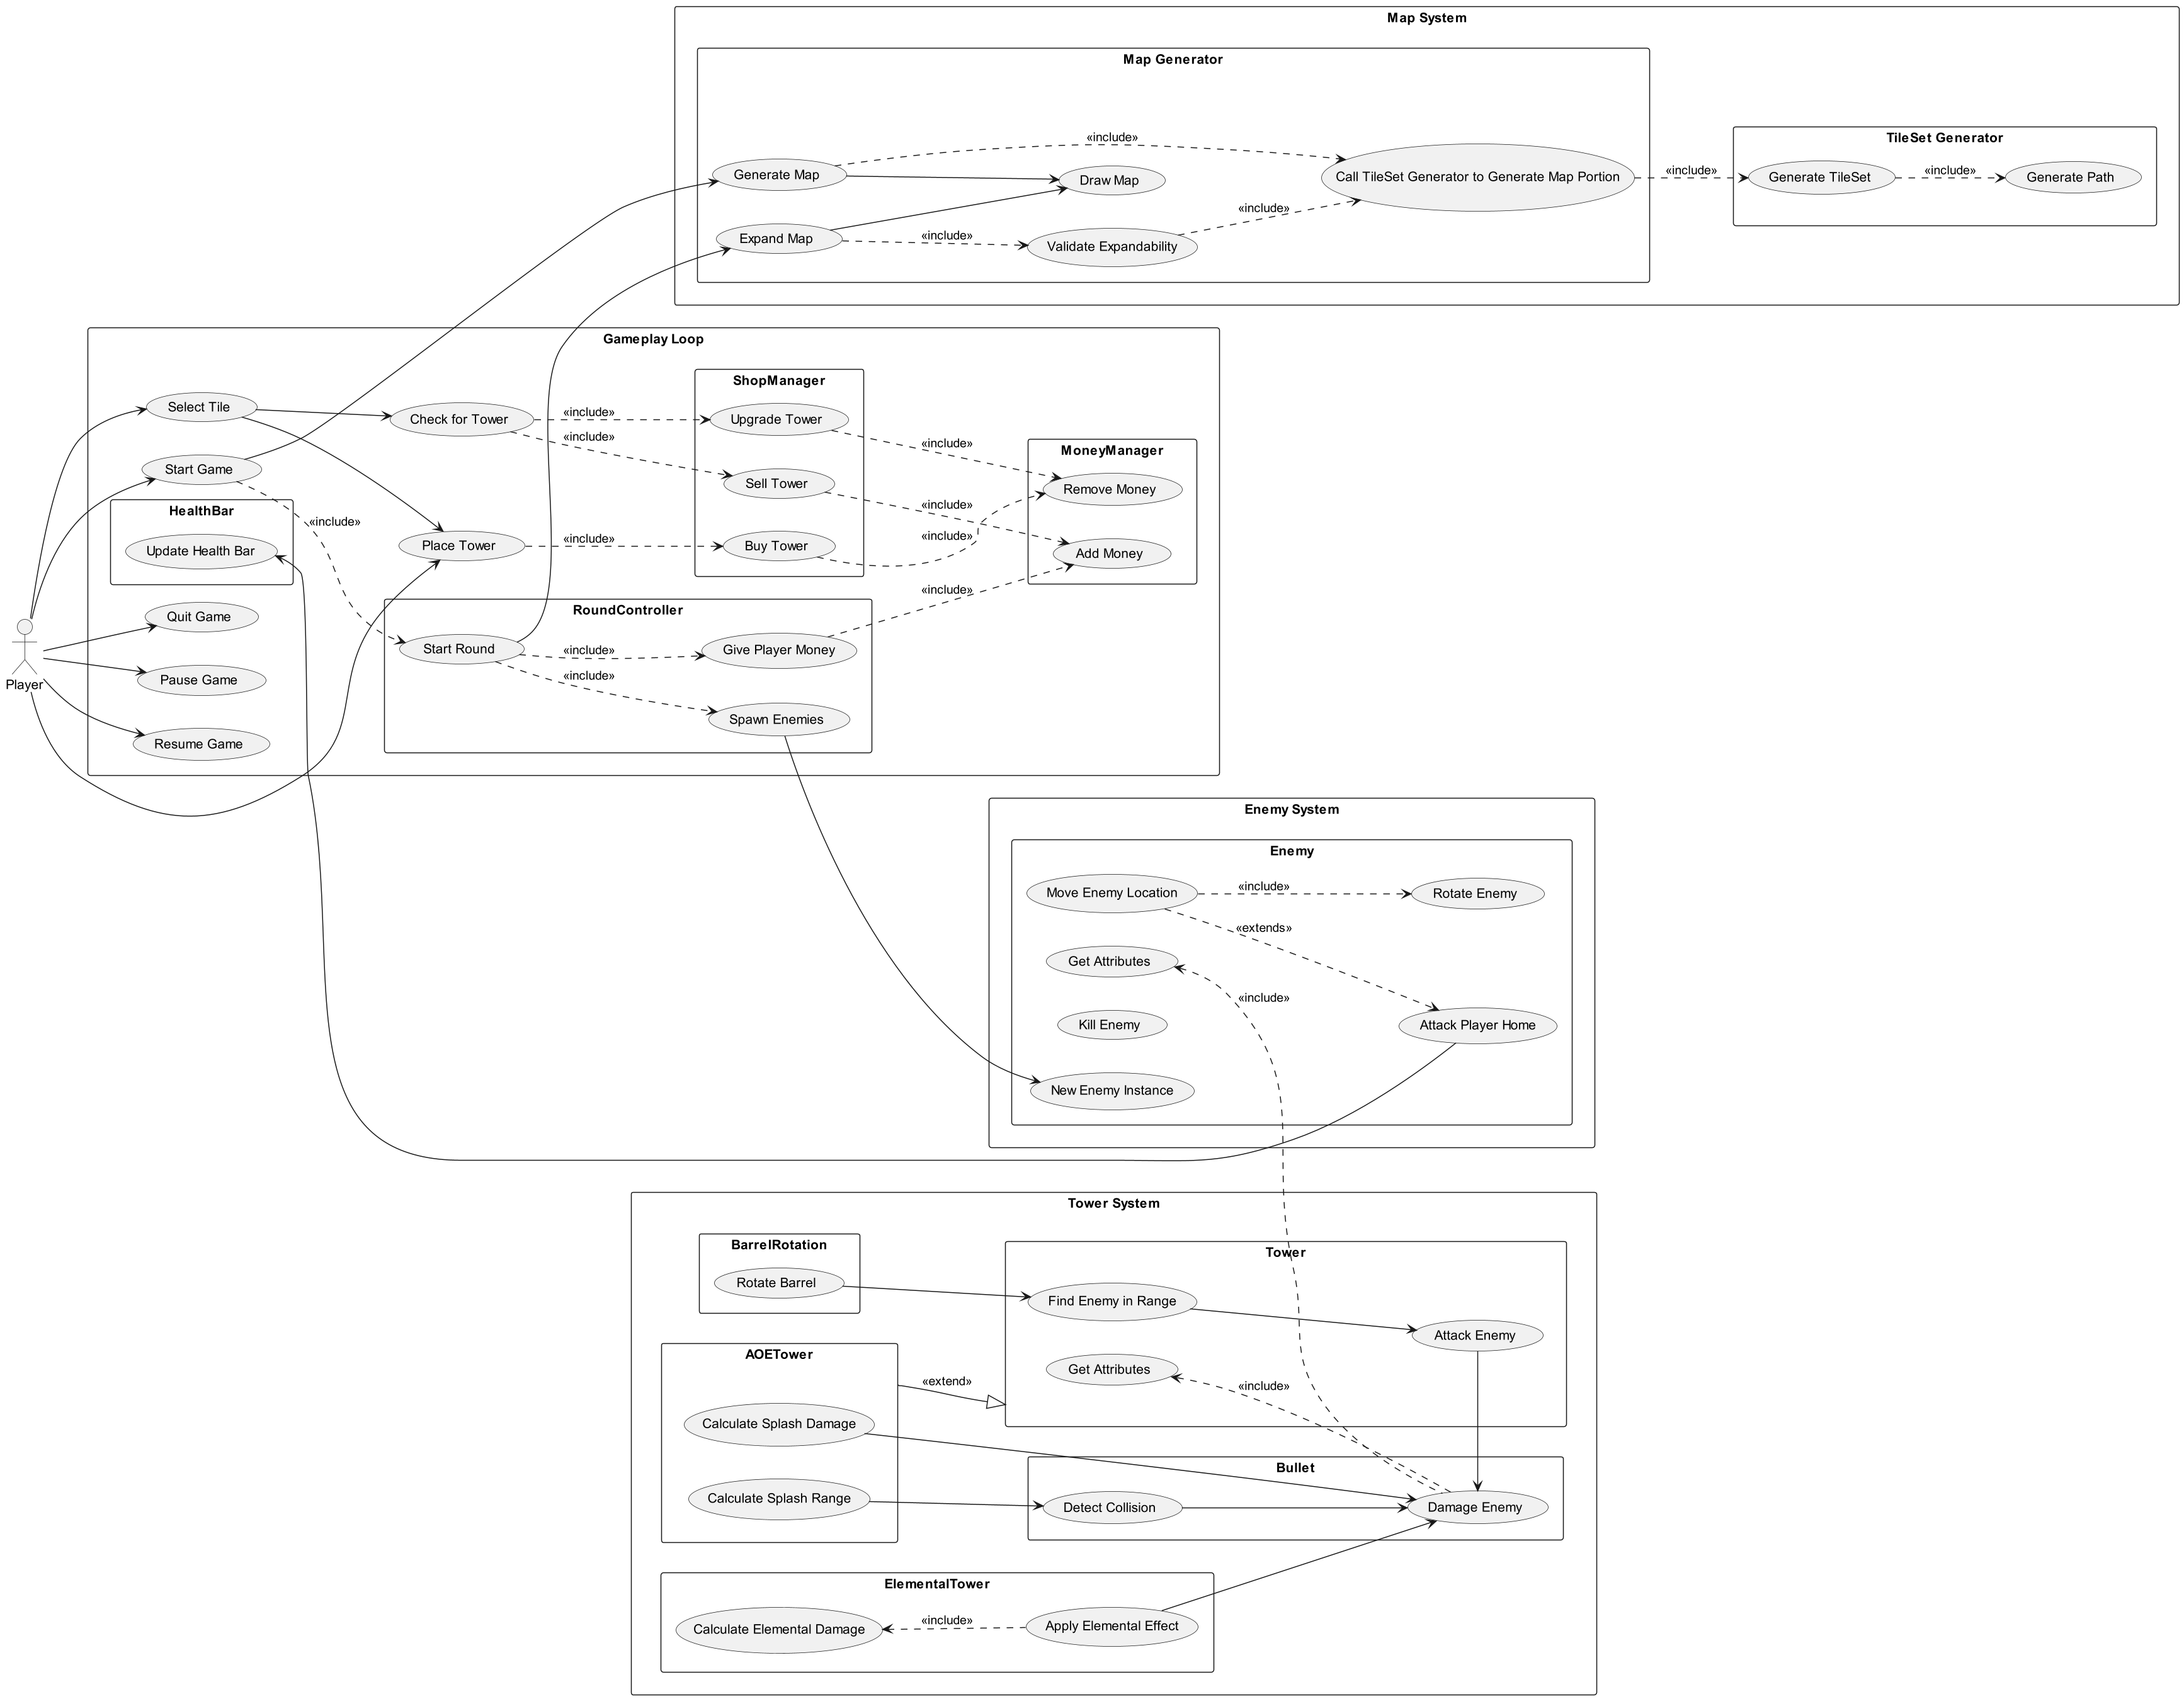 Map System
Map Generator
TileSet Generator
«include»
Generate Map
Draw Map
Call TileSet Generator to Generate Map Portion
«include»
Generate TileSet
«include»
Generate Path
Expand Map
«include»
Validate Expandability
«include»
Gameplay Loop
ShopManager
Select Tile
Check for Tower
«include»
Upgrade Tower
«include»
«include»
MoneyManager
Start Game
Sell Tower
Remove Money
HealthBar
«include»
«include»
Update Health Bar
Place Tower
«include»
Buy Tower
«include»
Add Money
Quit Game
RoundController
«include»
Start Round
«include»
Give Player Money
«include»
Pause Game
Spawn Enemies
Resume Game
Player
Enemy System
Enemy
Move Enemy Location
«include»
Rotate Enemy
«extends»
Get Attributes
«include»
Kill Enemy
Attack Player Home
New Enemy Instance
Tower System
BarrelRotation
Rotate Barrel
Tower
Find Enemy in Range
Attack Enemy
AOETower
Get Attributes
«extend»
«include»
Calculate Splash Damage
Bullet
Calculate Splash Range
Detect Collision
Damage Enemy
ElementalTower
Calculate Elemental Damage
«include»
Apply Elemental Effect